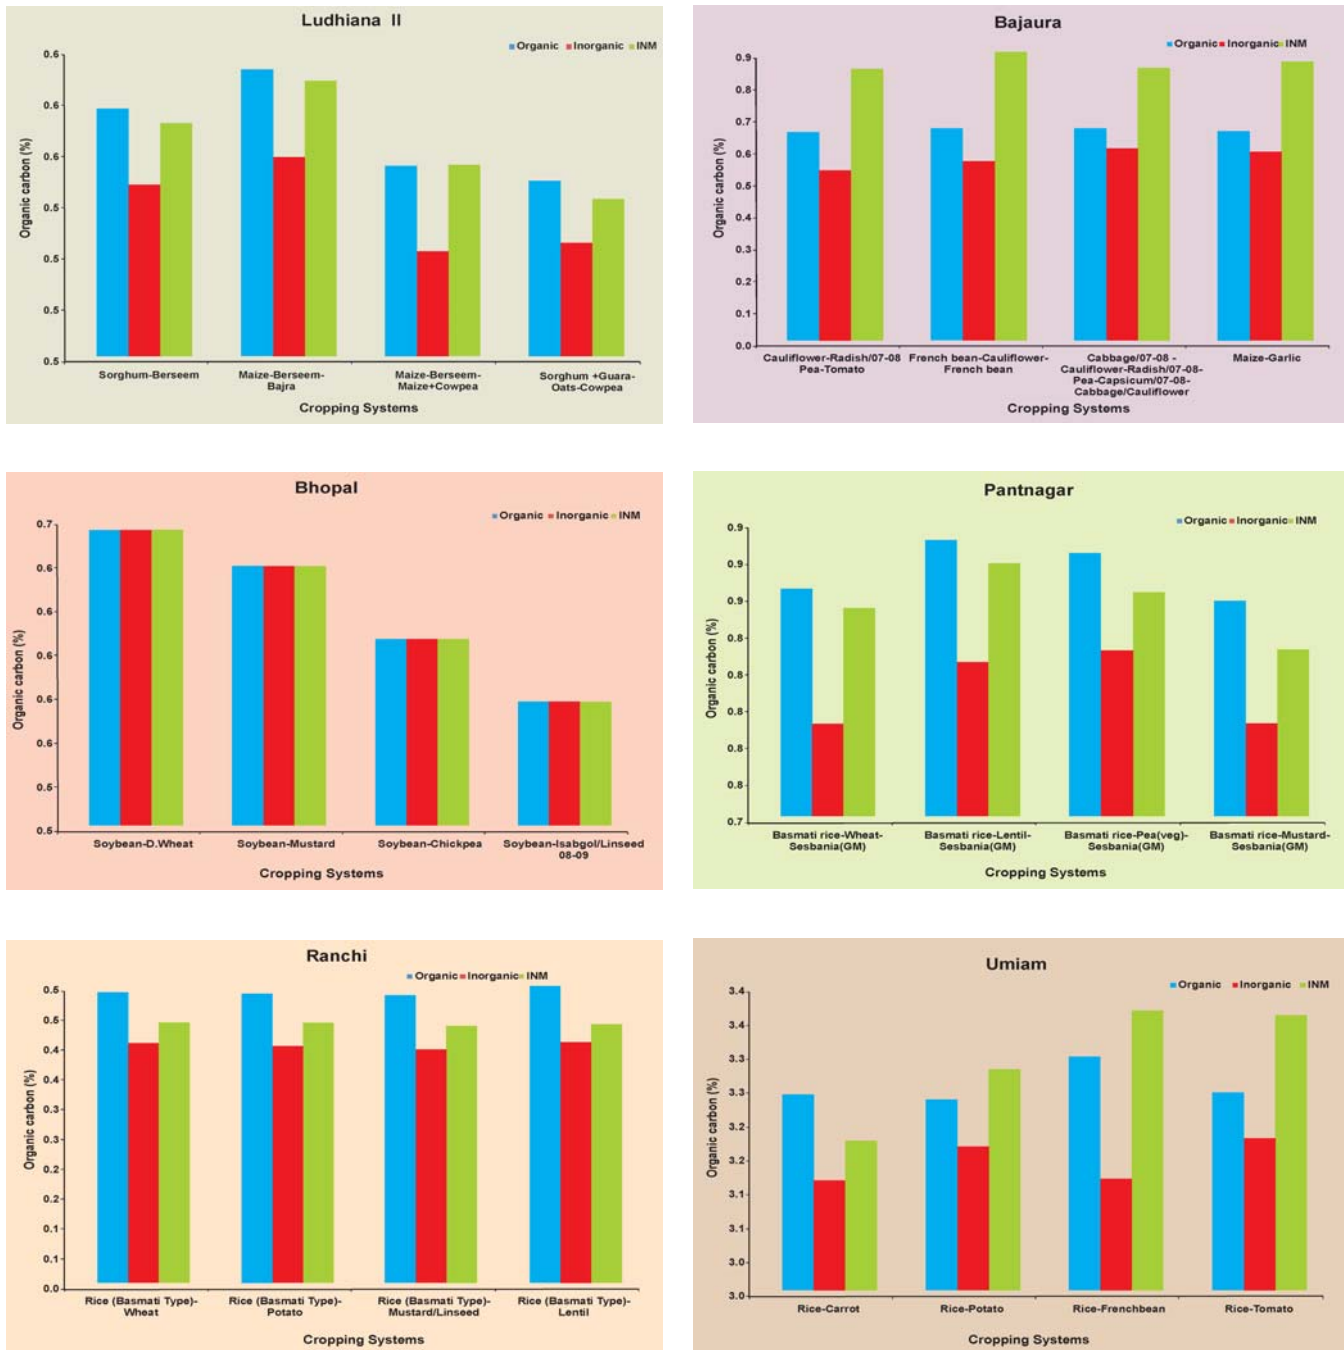 Ludhiana II
Organic Inorganic INM
Organic carbon (%)
0.6
0.6
0.6
0.5
0.5
0.5
0.5
Sorghum-Berseem
Maize-Berseem-
Bajra
Maize-Berseem-
Maize+Cowpea
Sorghum +Guara-
Oats-Cowpea
Cropping Systems
Bajaura
Organic Inorganic INM
Organic carbon (%)
0.9
0.8
0.7
0.6
0.5
0.4
0.3
0.2
0.1
0.0
Cauliflower-Radish/07-08
Pea-Tomato
French bean-Cauliflower-
French bean
Cabbage/07-08 -
Cauliflower-Radish/07-08-
Pea-Capsicum/07-08-
Cabbage/Cauliflower
Maize-Garlic
Cropping Systems
Bhopal
Organic Inorganic INM
Organic carbon (%)
0.7
0.6
0.6
0.6
0.6
0.6
0.6
0.5
Soybean-D.Wheat
Soybean-Mustard
Soybean-Chickpea
Soybean-Isabgol/Linseed
08-09
Cropping Systems
Pantnagar
Organic Inorganic INM
Organic carbon (%)
0.9
0.9
0.9
0.8
0.8
0.8
0.8
0.8
0.7
Basmati rice-Wheat-
Sesbania(GM)
Basmati rice-Lentil-
Sesbania(GM)
Basmati rice-Pea(veg)-
Sesbania(GM)
Basmati rice-Mustard-
Sesbania(GM)
Cropping Systems
Ranchi
Organic Inorganic INM
Organic carbon (%)
0.5
0.5
0.4
0.4
0.3
0.3
0.2
0.2
0.1
0.1
0.0
Rice (Basmati Type)-
Wheat
Rice (Basmati Type)-
Potato
Rice (Basmati Type)-
Mustard/Linseed
Rice (Basmati Type)-
Lentil
Cropping Systems
Umiam
Organic Inorganic INM
Organic carbon (%)
3.4
3.4
3.3
3.3
3.2
3.2
3.1
3.1
3.0
3.0
Rice-Carrot
Rice-Potato
Rice-Frenchbean
Rice-Tomato
Cropping Systems